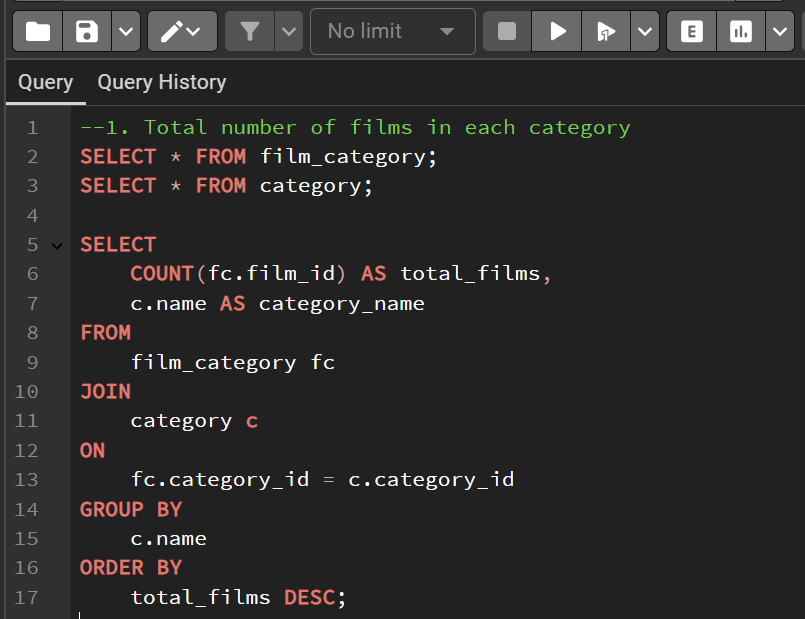 No limit
E
Query Query History
1 --1. Total number of films in each category
2 SELECT * FROM film_category;
3 SELECT * FROM category;
4
5 SELECT
6     COUNT(fc.film_id) AS total_films,
7     c.name AS category_name
8 FROM
9     film_category fc
10 JOIN
11     category c
12 ON
13     fc.category_id = c.category_id
14 GROUP BY
15     c.name
16 ORDER BY
17     total_films DESC;